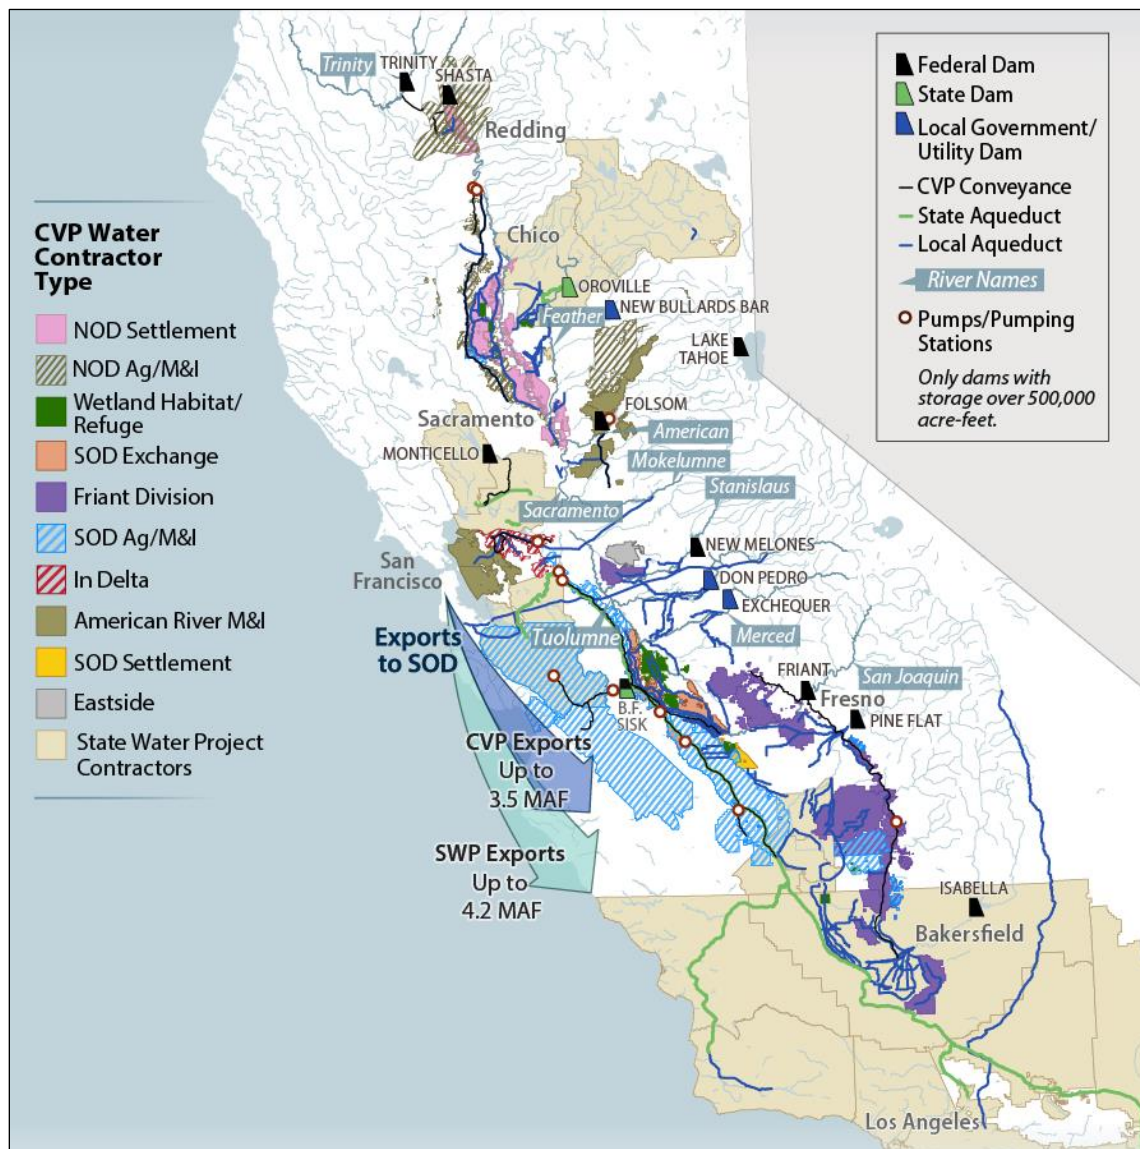 Trinity
TRINITY
SHASTA
Redding
Chico
OROVILLE
NEW BULLARDS BAR
Feather
LAKE
TAHOE
Sacramento
FOLSOM
American
MONTICELLO
Mokelumne
Stanislaus
Sacramento
NEW MELONES
San
Francisco
DON PEDRO
EXCHEQUER
Tuolumne
Merced
Exports
to SOD
FRIANT
San Joaquin
Fresno
PINE FLAT
B.F.
SISK
CVP Exports
Up to
3.5 MAF
SWP Exports
Up to
4.2 MAF
ISABELLA
Bakersfield
Los Angeles
CVP Water
Contractor
Type
NOD Settlement
NOD Ag/M&I
Wetland Habitat/
Refuge
SOD Exchange
Friant Division
SOD Ag/M&I
In Delta
American River M&I
SOD Settlement
Eastside
State Water Project
Contractors
Federal Dam
State Dam
Local Government/
Utility Dam
CVP Conveyance
State Aqueduct
Local Aqueduct
River Names
Pumps/Pumping
Stations
Only dams with
storage over 500,000
acre-feet.